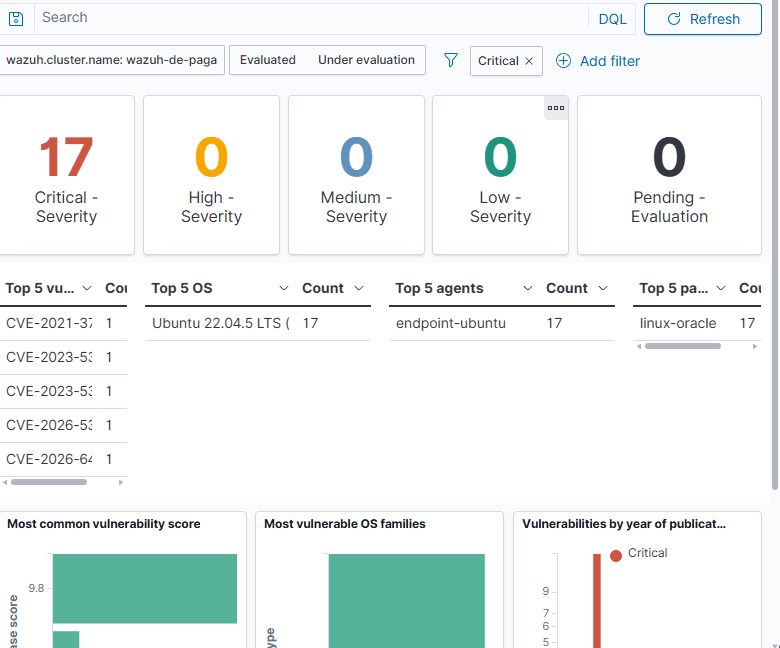 Search DQL Refresh
wazuh.cluster.name: wazuh-de-paga Evaluated Under evaluation Critical × Add filter
17 0 0 0 0
Critical - High - Medium - Low - Pending -
Severity Severity Severity Severity Evaluation
Top 5 vu... Cou Top 5 OS Count Top 5 agents Count Top 5 pa... Cou
CVE-2021-37 1 Ubuntu 22.04.5 LTS ( 17 endpoint-ubuntu 17 linux-oracle 17
CVE-2023-53 1
CVE-2023-53 1
CVE-2026-53 1
CVE-2026-64 1
Most common vulnerability score Most vulnerable OS families Vulnerabilities by year of publicat...
Critical
9.8
9
7
6
5
ase score
ype